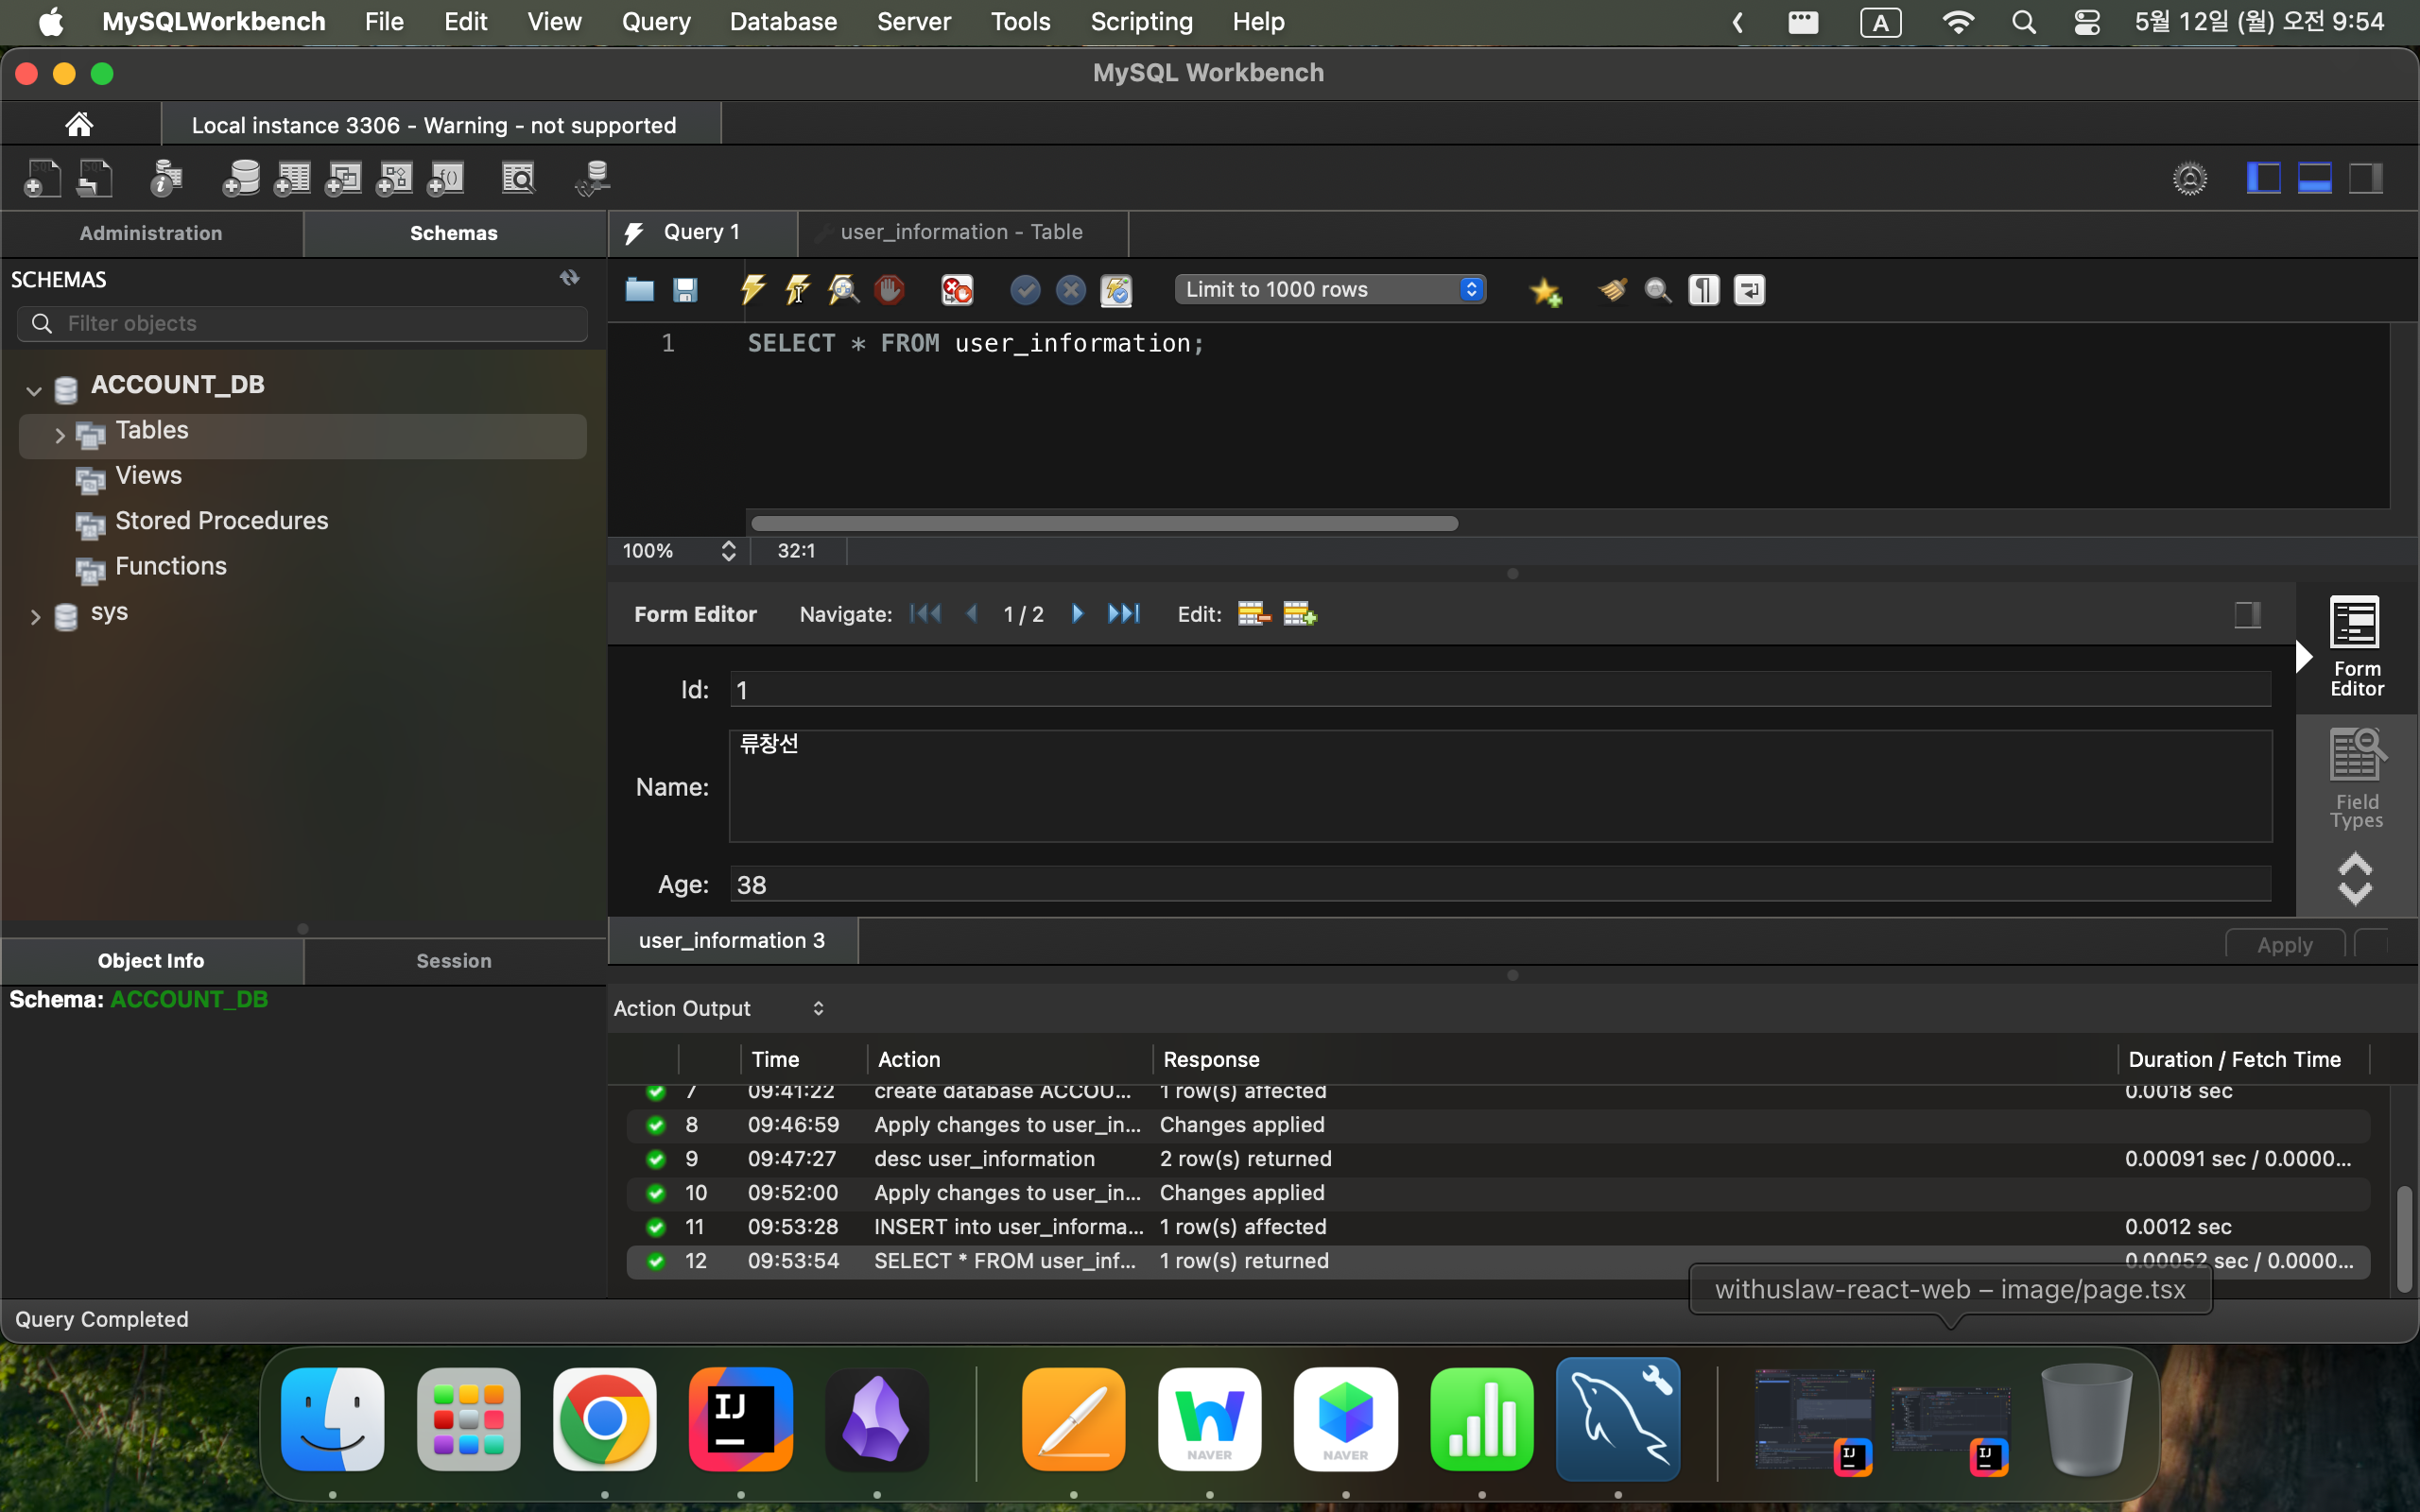 MySQLWorkbench File Edit View Query Database Server Tools Scripting Help A 5월 12일 (월) 오전 9:54
MySQL Workbench
Local instance 3306 - Warning - not supported
Administration Schemas Query 1 user_information - Table
SCHEMAS
Filter objects
Limit to 1000 rows
1 SELECT * FROM user_information;
ACCOUNT_DB
Tables
Views
Stored Procedures
Functions
sys
100% 32:1
Form Editor Navigate: 1 / 2 Edit:
Id: 1
Name: 류창선
Age: 38
Form
Editor
Field
Types
user_information 3 Apply
Object Info Session
Schema: ACCOUNT_DB
Action Output
Time Action Response Duration / Fetch Time
7 09:41:22 create database ACCOU... 1 row(s) affected 0.0018 sec
8 09:46:59 Apply changes to user_in... Changes applied
9 09:47:27 desc user_information 2 row(s) returned 0.00091 sec / 0.0000...
10 09:52:00 Apply changes to user_in... Changes applied
11 09:53:28 INSERT into user_informa... 1 row(s) affected 0.0012 sec
12 09:53:54 SELECT * FROM user_inf... 1 row(s) returned 0.00052 sec / 0.0000...
withuslaw-react-web – image/page.tsx
Query Completed
IJ
NAVER
NAVER
IJ
IJ